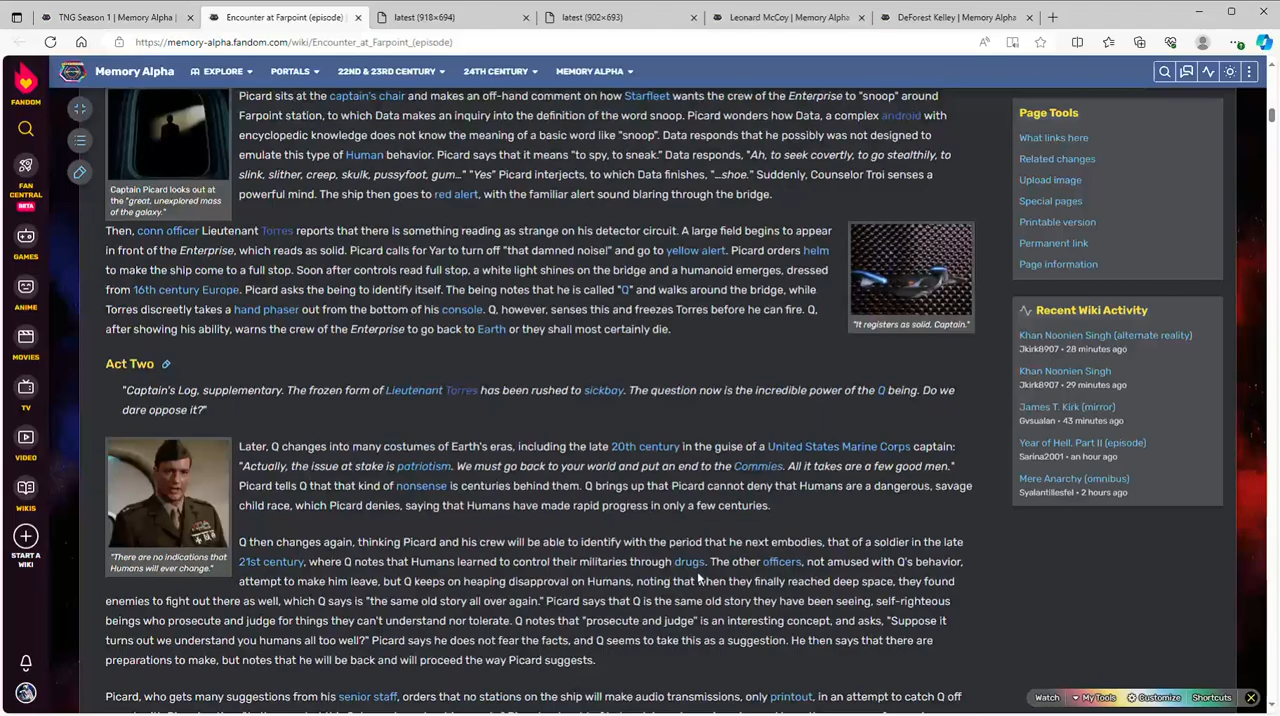 TNG Season 1 | Memory Alpha
Encounter at Farpoint (episode) |
latest (918×694)
latest (902×693)
Leonard McCoy | Memory Alpha
DeForest Kelley | Memory Alpha
https://memory-alpha.fandom.com/wiki/Encounter_at_Farpoint_(episode)
FANDOM
FAN CENTRAL
BETA
GAMES
ANIME
MOVIES
TV
VIDEO
WIKIS
START A WIKI
Memory Alpha
EXPLORE
PORTALS
22ND & 23RD CENTURY
24TH CENTURY
MEMORY ALPHA
Captain Picard looks out at
the "great, unexplored mass
of the galaxy."
Picard sits at the captain's chair and makes an off-hand comment on how Starfleet wants the crew of the Enterprise to "snoop" around
Farpoint station, to which Data makes an inquiry into the definition of the word snoop. Picard wonders how Data, a complex android with
encyclopedic knowledge does not know the meaning of a basic word like "snoop". Data responds that he possibly was not designed to
emulate this type of Human behavior. Picard says that it means "to spy, to sneak." Data responds, "Ah, to seek covertly, to go stealthily, to
slink, slither, creep, skulk, pussyfoot, gum…" "Yes" Picard interjects, to which Data finishes, "…shoe." Suddenly, Counselor Troi senses a
powerful mind. The ship then goes to red alert, with the familiar alert sound blaring through the bridge.
Then, conn officer Lieutenant Torres reports that there is something reading as strange on his detector circuit. A large field begins to appear
in front of the Enterprise, which reads as solid. Picard calls for Yar to turn off "that damned noise!" and go to yellow alert. Picard orders helm
to make the ship come to a full stop. Soon after controls read full stop, a white light shines on the bridge and a humanoid emerges, dressed
from 16th century Europe. Picard asks the being to identify itself. The being notes that he is called "Q" and walks around the bridge, while
Torres discreetly takes a hand phaser out from the bottom of his console. Q, however, senses this and freezes Torres before he can fire. Q,
after showing his ability, warns the crew of the Enterprise to go back to Earth or they shall most certainly die.
"It registers as solid, Captain."
Act Two
"Captain's Log, supplementary. The frozen form of Lieutenant Torres has been rushed to sickbay. The question now is the incredible power of the Q being. Do we
dare oppose it?"
"There are no indications that
Humans will ever change."
Later, Q changes into many costumes of Earth's eras, including the late 20th century in the guise of a United States Marine Corps captain:
"Actually, the issue at stake is patriotism. We must go back to your world and put an end to the Commies. All it takes are a few good men."
Picard tells Q that that kind of nonsense is centuries behind them. Q brings up that Picard cannot deny that Humans are a dangerous, savage
child race, which Picard denies, saying that Humans have made rapid progress in only a few centuries.
Q then changes again, thinking Picard and his crew will be able to identify with the period that he next embodies, that of a soldier in the late
21st century, where Q notes that Humans learned to control their militaries through drugs. The other officers, not amused with Q's behavior,
attempt to make him leave, but Q keeps on heaping disapproval on Humans, noting that when they finally reached deep space, they found
enemies to fight out there as well, which Q says is "the same old story all over again." Picard says that Q is the same old story they have been seeing, self-righteous
beings who prosecute and judge for things they can't understand nor tolerate. Q notes that "prosecute and judge" is an interesting concept, and asks, "Suppose it
turns out we understand you humans all too well?" Picard says he does not fear the facts, and Q seems to take this as a suggestion. He then says that there are
preparations to make, but notes that he will be back and will proceed the way Picard suggests.
Picard, who gets many suggestions from his senior staff, orders that no stations on the ship will make audio transmissions, only printout, in an attempt to catch Q off
Page Tools
What links here
Related changes
Upload image
Special pages
Printable version
Permanent link
Page information
Recent Wiki Activity
Khan Noonien Singh (alternate reality)
Jkirk8907 • 28 minutes ago
Khan Noonien Singh
Jkirk8907 • 29 minutes ago
James T. Kirk (mirror)
Gvsualan • 43 minutes ago
Year of Hell, Part II (episode)
Sarina2001 • an hour ago
Mere Anarchy (omnibus)
Syalantillesfel • 2 hours ago
Watch
My Tools
Customize
Shortcuts